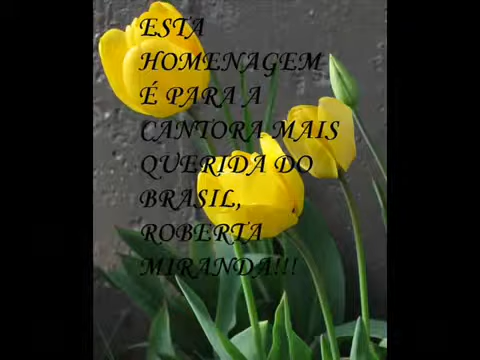 ESTA
HOMENAGEM
É PARA A
CANTORA MAIS
QUERIDA DO
BRASIL,
ROBERTA
MIRANDA!!!